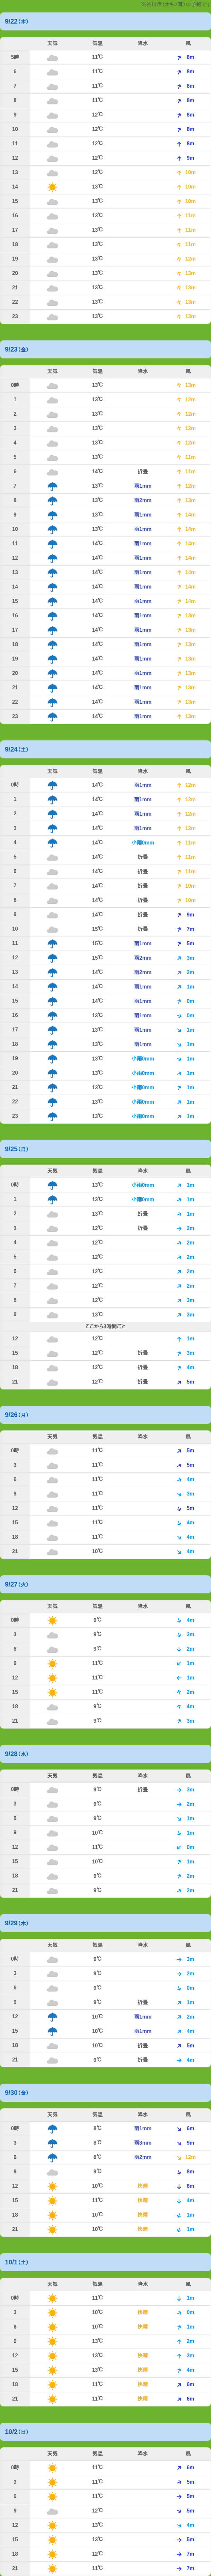 9/22(木)
天気 気温 降水 風
5時 11℃ 8m
6 11℃ 8m
7 11℃ 8m
8 11℃ 8m
9 12℃ 8m
10 12℃ 8m
11 12℃ 8m
12 12℃ 9m
13 12℃ 10m
14 13℃ 10m
15 13℃ 10m
16 13℃ 11m
17 13℃ 11m
18 13℃ 11m
19 13℃ 12m
20 13℃ 13m
21 13℃ 13m
22 13℃ 13m
23 13℃ 13m
9/23(金)
天気 気温 降水 風
0時 13℃ 12m
1 13℃ 12m
2 13℃ 12m
3 13℃ 12m
4 13℃ 12m
5 13℃ 11m
6 14℃ 折畳 11m
7 13℃ 雨1mm 12m
8 13℃ 雨2mm 13m
9 13℃ 雨1mm 14m
10 13℃ 雨1mm 14m
11 14℃ 雨1mm 14m
12 14℃ 雨1mm 14m
13 14℃ 雨1mm 14m
14 14℃ 雨1mm 14m
15 14℃ 雨1mm 14m
16 14℃ 雨1mm 13m
17 14℃ 雨1mm 13m
18 14℃ 雨1mm 13m
19 14℃ 雨1mm 13m
20 14℃ 雨1mm 13m
21 14℃ 雨1mm 13m
22 14℃ 雨1mm 13m
23 14℃ 雨1mm 13m
9/24(土)
天気 気温 降水 風
0時 14℃ 雨1mm 12m
1 14℃ 雨1mm 12m
2 14℃ 雨1mm 12m
3 14℃ 雨1mm 12m
4 14℃ 小雨0mm 11m
5 14℃ 折畳 11m
6 14℃ 折畳 11m
7 14℃ 折畳 10m
8 14℃ 折畳 10m
9 14℃ 折畳 9m
10 15℃ 折畳 7m
11 15℃ 雨1mm 5m
12 15℃ 雨2mm 3m
13 14℃ 雨2mm 2m
14 14℃ 雨1mm 1m
15 14℃ 雨1mm 0m
16 13℃ 雨1mm 0m
17 13℃ 雨1mm 1m
18 13℃ 雨1mm 1m
19 13℃ 小雨0mm 1m
20 13℃ 小雨0mm 1m
21 13℃ 小雨0mm 1m
22 13℃ 小雨0mm 1m
23 13℃ 小雨0mm 1m
9/25(日)
天気 気温 降水 風
0時 13℃ 小雨0mm 1m
1 13℃ 小雨0mm 1m
2 13℃ 折畳 1m
3 12℃ 折畳 2m
4 12℃ 2m
5 12℃ 2m
6 12℃ 2m
7 12℃ 2m
8 12℃ 3m
9 13℃ 3m
ここから3時間ごと
12 12℃ 1m
15 12℃ 折畳 3m
18 12℃ 折畳 4m
21 12℃ 折畳 5m
9/26(月)
天気 気温 降水 風
0時 11℃ 5m
3 11℃ 5m
6 11℃ 4m
9 11℃ 3m
12 11℃ 5m
15 11℃ 4m
18 11℃ 4m
21 10℃ 4m
9/27(火)
天気 気温 降水 風
0時 9℃ 4m
3 9℃ 3m
6 9℃ 2m
9 11℃ 1m
12 11℃ 1m
15 11℃ 2m
18 9℃ 4m
21 9℃ 3m
9/28(水)
天気 気温 降水 風
0時 9℃ 折畳 3m
3 9℃ 2m
6 9℃ 1m
9 10℃ 1m
12 11℃ 0m
15 10℃ 1m
18 9℃ 2m
21 9℃ 2m
9/29(木)
天気 気温 降水 風
0時 9℃ 3m
3 9℃ 2m
6 9℃ 0m
9 9℃ 折畳 1m
12 10℃ 雨1mm 2m
15 10℃ 雨1mm 4m
18 10℃ 折畳 5m
21 9℃ 折畳 4m
9/30(金)
天気 気温 降水 風
0時 8℃ 雨1mm 6m
3 8℃ 雨3mm 9m
6 8℃ 雨2mm 12m
9 9℃ 8m
12 10℃ 快晴 6m
15 11℃ 快晴 4m
18 10℃ 快晴 1m
21 10℃ 快晴 1m
10/1(土)
天気 気温 降水 風
0時 11℃ 1m
3 10℃ 快晴 0m
6 10℃ 快晴 1m
9 13℃ 2m
12 13℃ 快晴 3m
15 13℃ 快晴 4m
18 11℃ 快晴 6m
21 11℃ 快晴 6m
10/2(日)
天気 気温 降水 風
0時 11℃ 6m
3 11℃ 5m
6 11℃ 5m
9 12℃ 5m
12 13℃ 4m
15 13℃ 5m
18 12℃ 7m
21 11℃ 7m